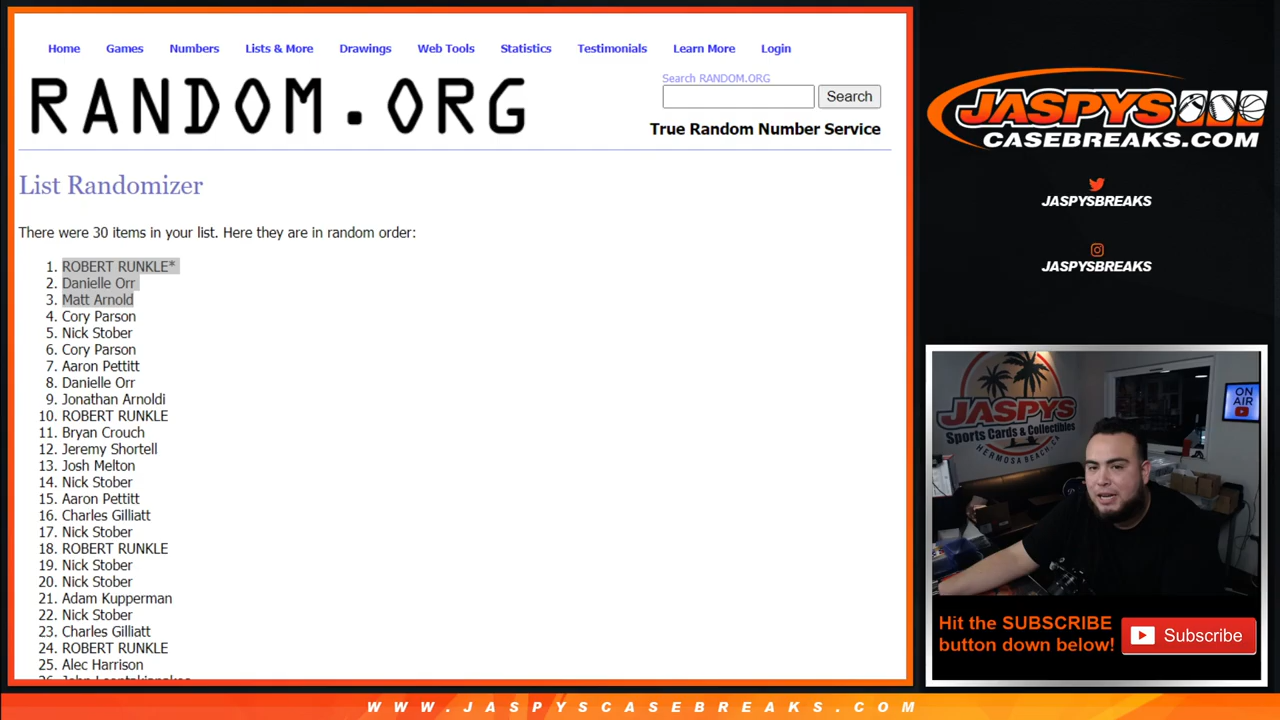 Home Games Numbers Lists & More Drawings Web Tools Statistics Testimonials Learn More Login
RANDOM.ORG
Search RANDOM.ORG
Search
True Random Number Service
List Randomizer
There were 30 items in your list. Here they are in random order:
1. ROBERT RUNKLE*
2. Danielle Orr
3. Matt Arnold
4. Cory Parson
5. Nick Stober
6. Cory Parson
7. Aaron Pettitt
8. Danielle Orr
9. Jonathan Arnoldi
10. ROBERT RUNKLE
11. Bryan Crouch
12. Jeremy Shortell
13. Josh Melton
14. Nick Stober
15. Aaron Pettitt
16. Charles Gilliatt
17. Nick Stober
18. ROBERT RUNKLE
19. Nick Stober
20. Nick Stober
21. Adam Kupperman
22. Nick Stober
23. Charles Gilliatt
24. ROBERT RUNKLE
25. Alec Harrison
JASPYS
CASEBREAKS.COM
JASPYSBREAKS
JASPYSBREAKS
JASPYS
Sports Cards & Collectibles
HERMOSA BEACH, CA
ON
AIR
Hit the SUBSCRIBE
button down below!
Subscribe
WWW.JASPYSCASEBREAKS.COM